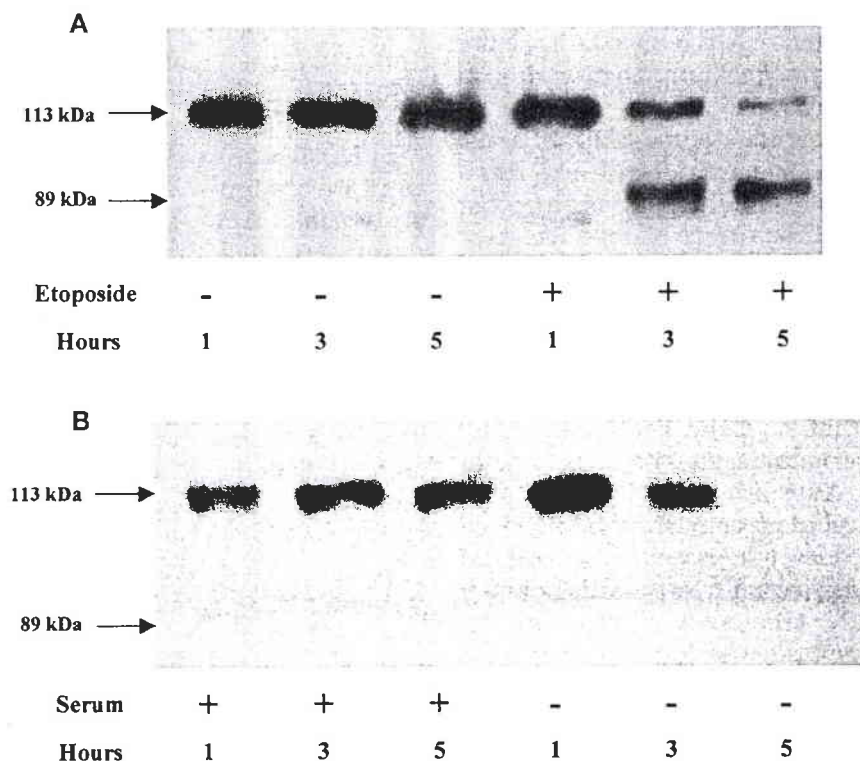 A
113 kDa
89 kDa
Etoposide - - - + + +
Hours 1 3 5 1 3 5
B
113 kDa
89 kDa
Serum + + + - - -
Hours 1 3 5 1 3 5